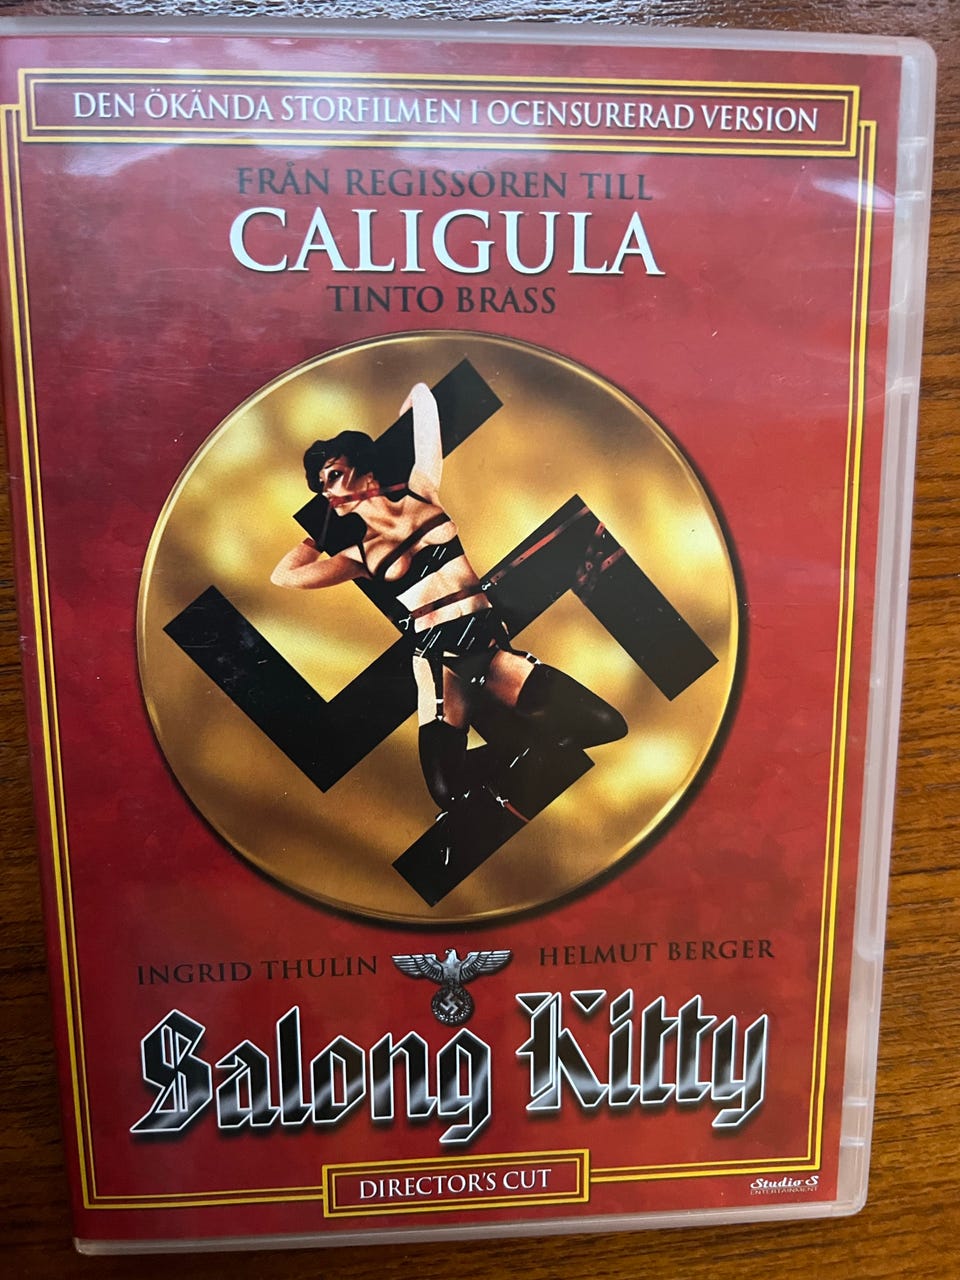 DEN ÖKÄNDA STORFILMEN I OCENSURERAD VERSION
FRÅN REGISSÖREN TILL
CALIGULA
TINTO BRASS
INGRID THULIN
HELMUT BERGER
Salong Kitty
DIRECTOR'S CUT
Studio S
ENTERTAINMENT